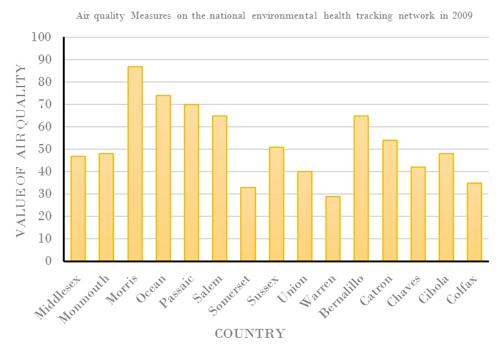 Air quality Measures on the national environmental health tracking network in 2009
VALUE OF AIR QUALITY
100
90
80
70
60
50
40
30
20
10
0
Middlesex
Monmouth
Morris
Ocean
Passaic
Salem
Somerset
Sussex
Union
Warren
Bernalillo
Catron
Chaves
Cibola
Colfax
COUNTRY